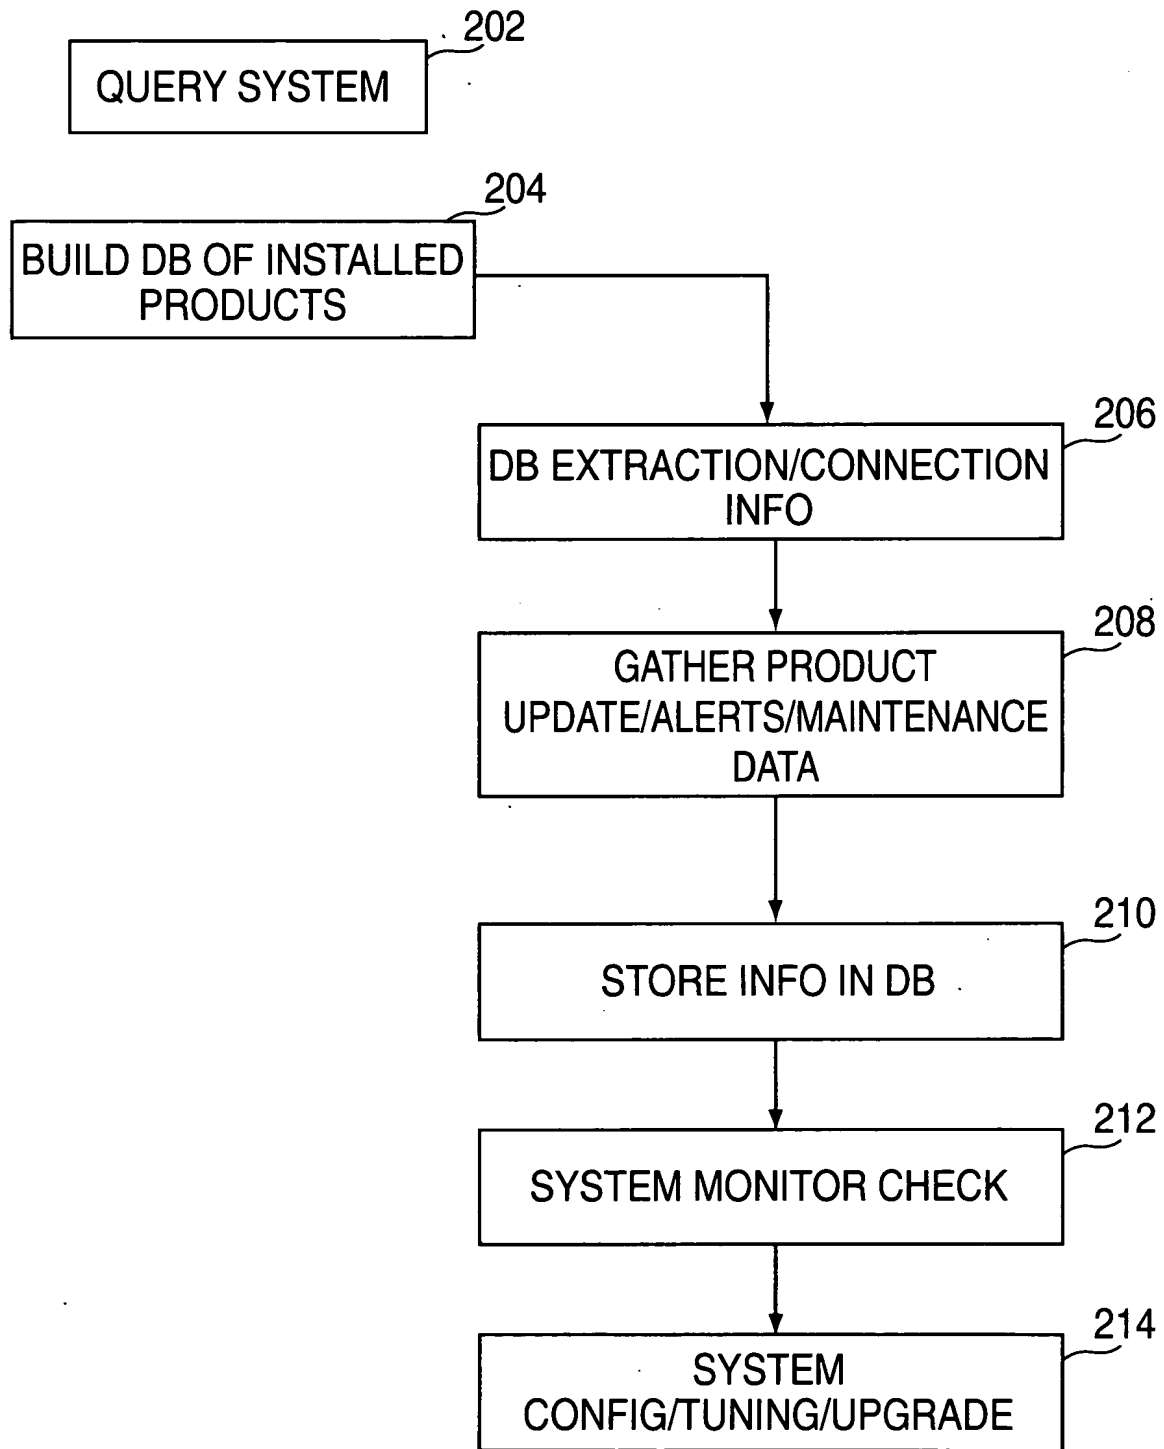 202
QUERY SYSTEM
204
BUILD DB OF INSTALLED
PRODUCTS
206
DB EXTRACTION/CONNECTION
INFO
208
GATHER PRODUCT
UPDATE/ALERTS/MAINTENANCE
DATA
210
STORE INFO IN DB
212
SYSTEM MONITOR CHECK
214
SYSTEM
CONFIG/TUNING/UPGRADE